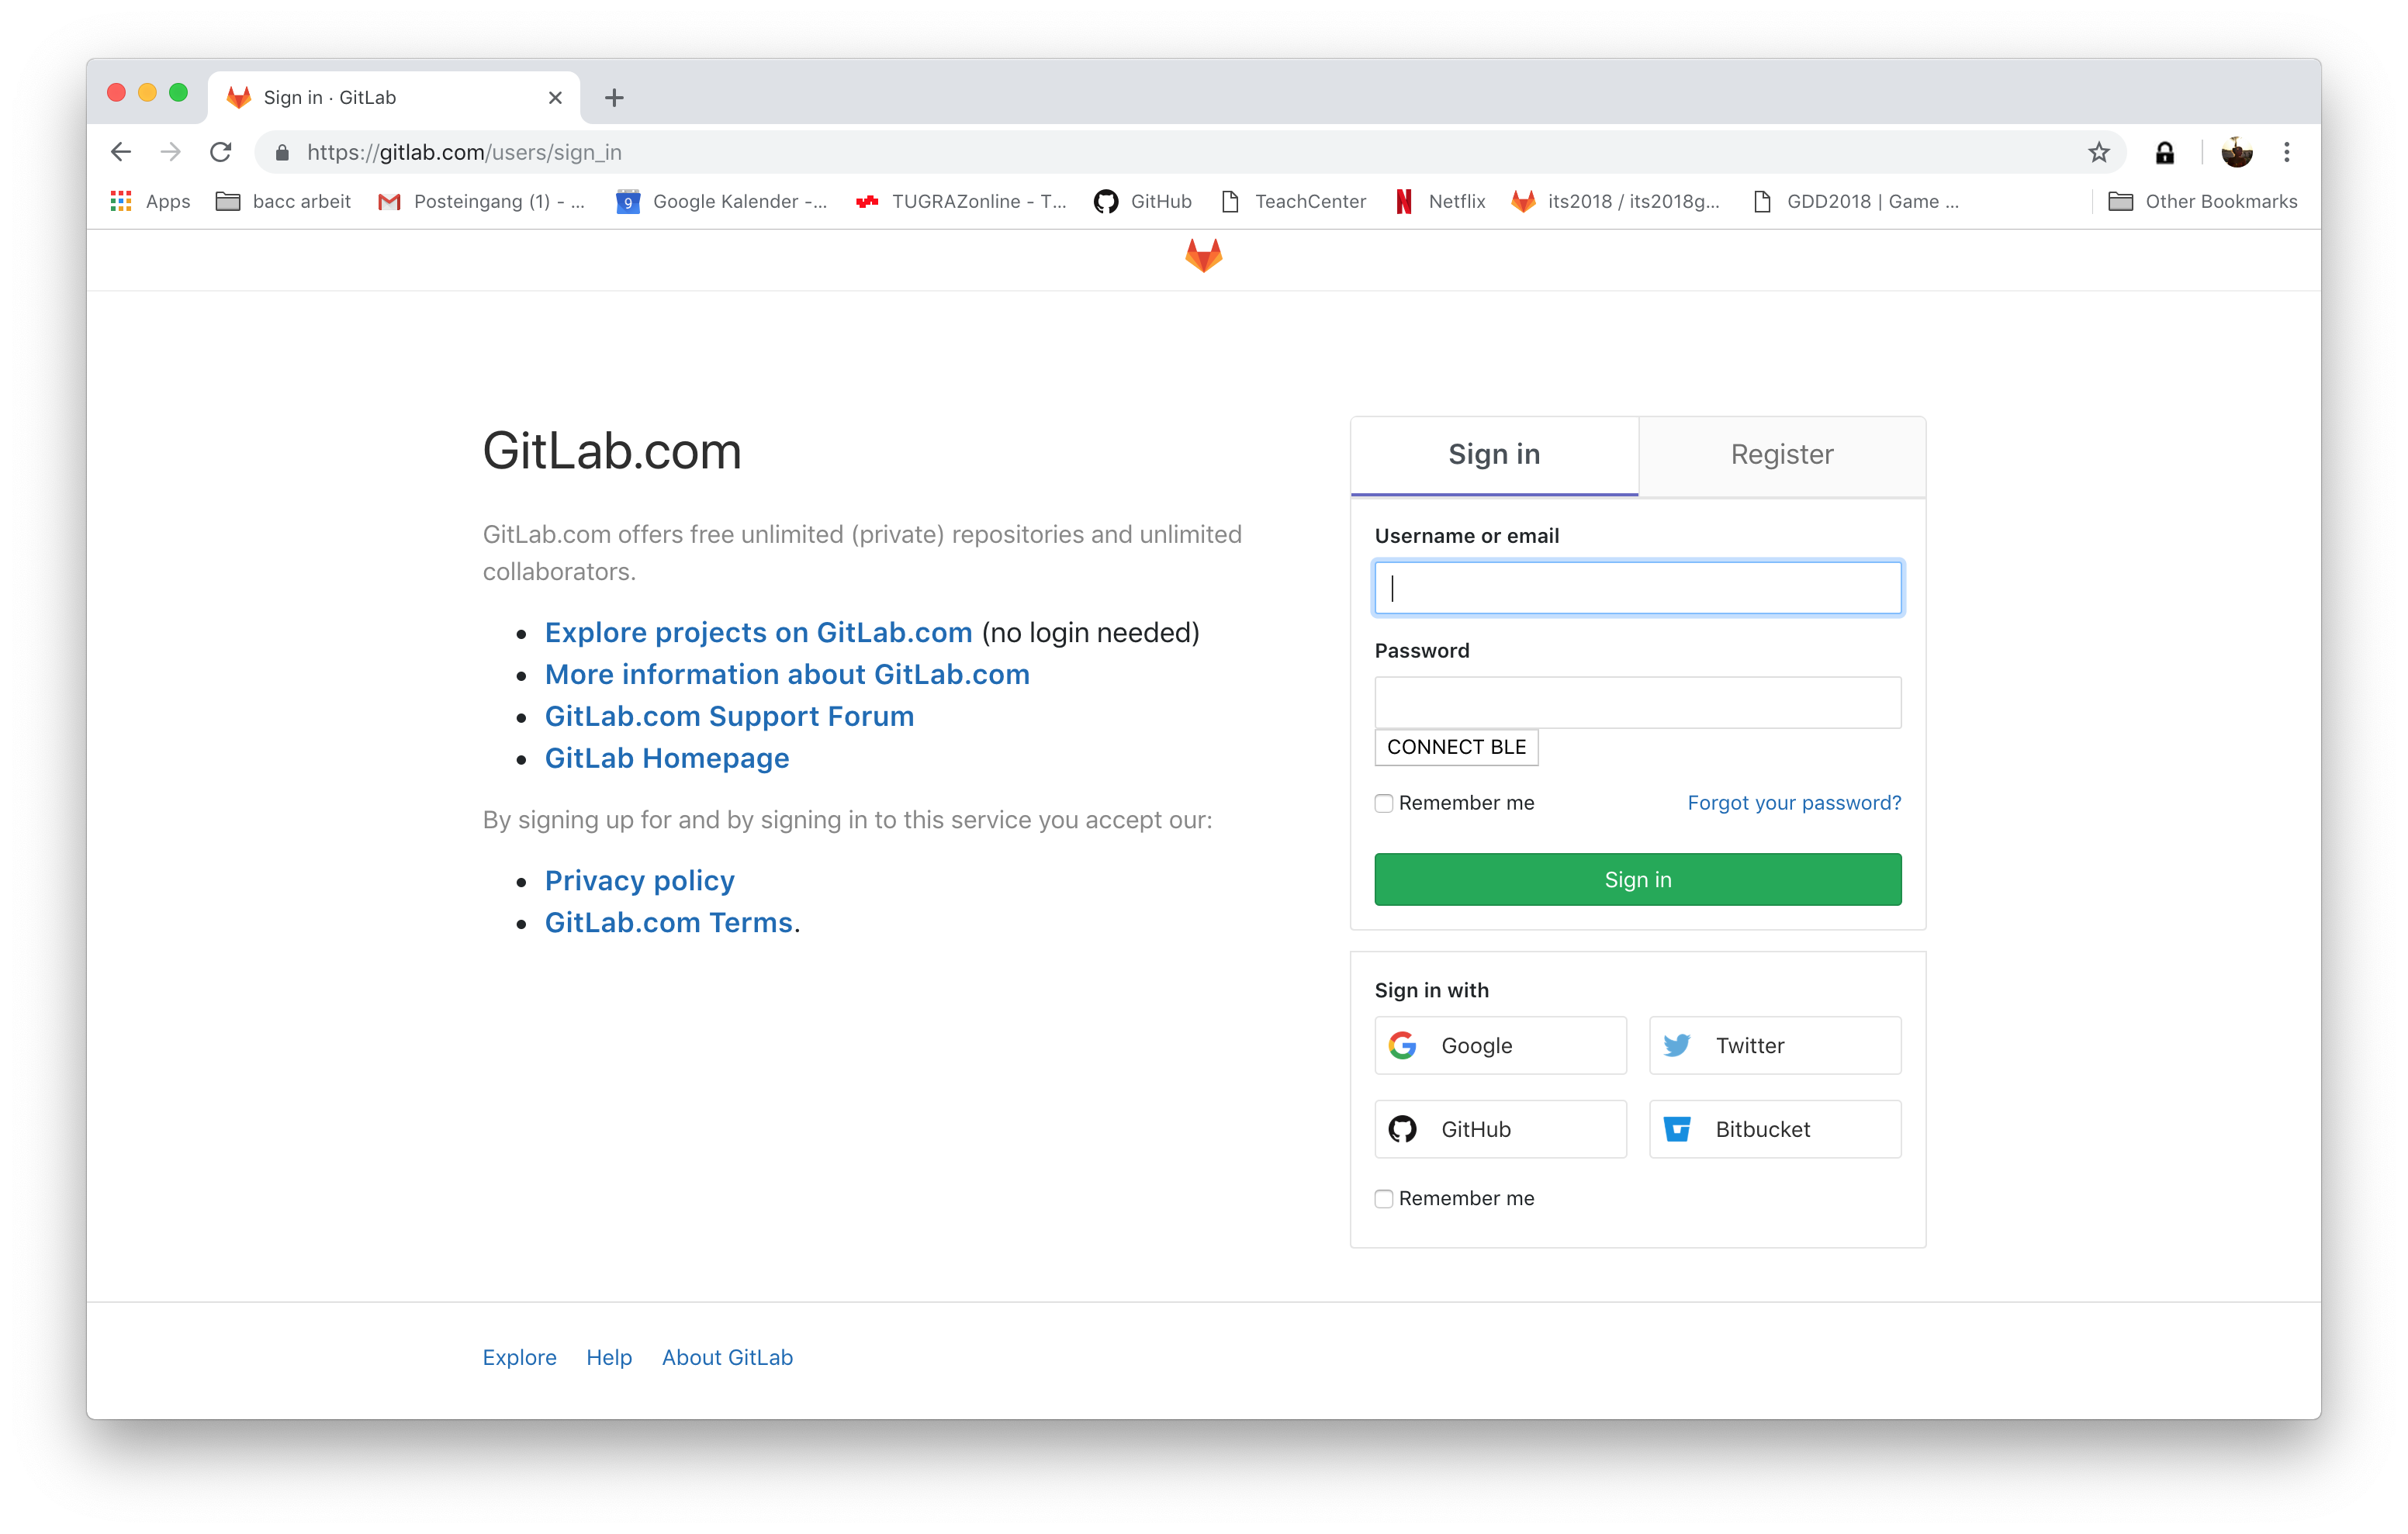 Sign in · GitLab
https://gitlab.com/users/sign_in
Apps bacc arbeit Posteingang (1) - ... 9 Google Kalender -... TUGRAZonline - T... GitHub TeachCenter Netflix its2018 / its2018g... GDD2018 | Game ... Other Bookmarks
GitLab.com
GitLab.com offers free unlimited (private) repositories and unlimited
collaborators.
Explore projects on GitLab.com (no login needed)
More information about GitLab.com
GitLab.com Support Forum
GitLab Homepage
By signing up for and by signing in to this service you accept our:
Privacy policy
GitLab.com Terms.
Sign in Register
Username or email
Password
CONNECT BLE
Remember me Forgot your password?
Sign in
Sign in with
Google Twitter
GitHub Bitbucket
Remember me
Explore Help About GitLab